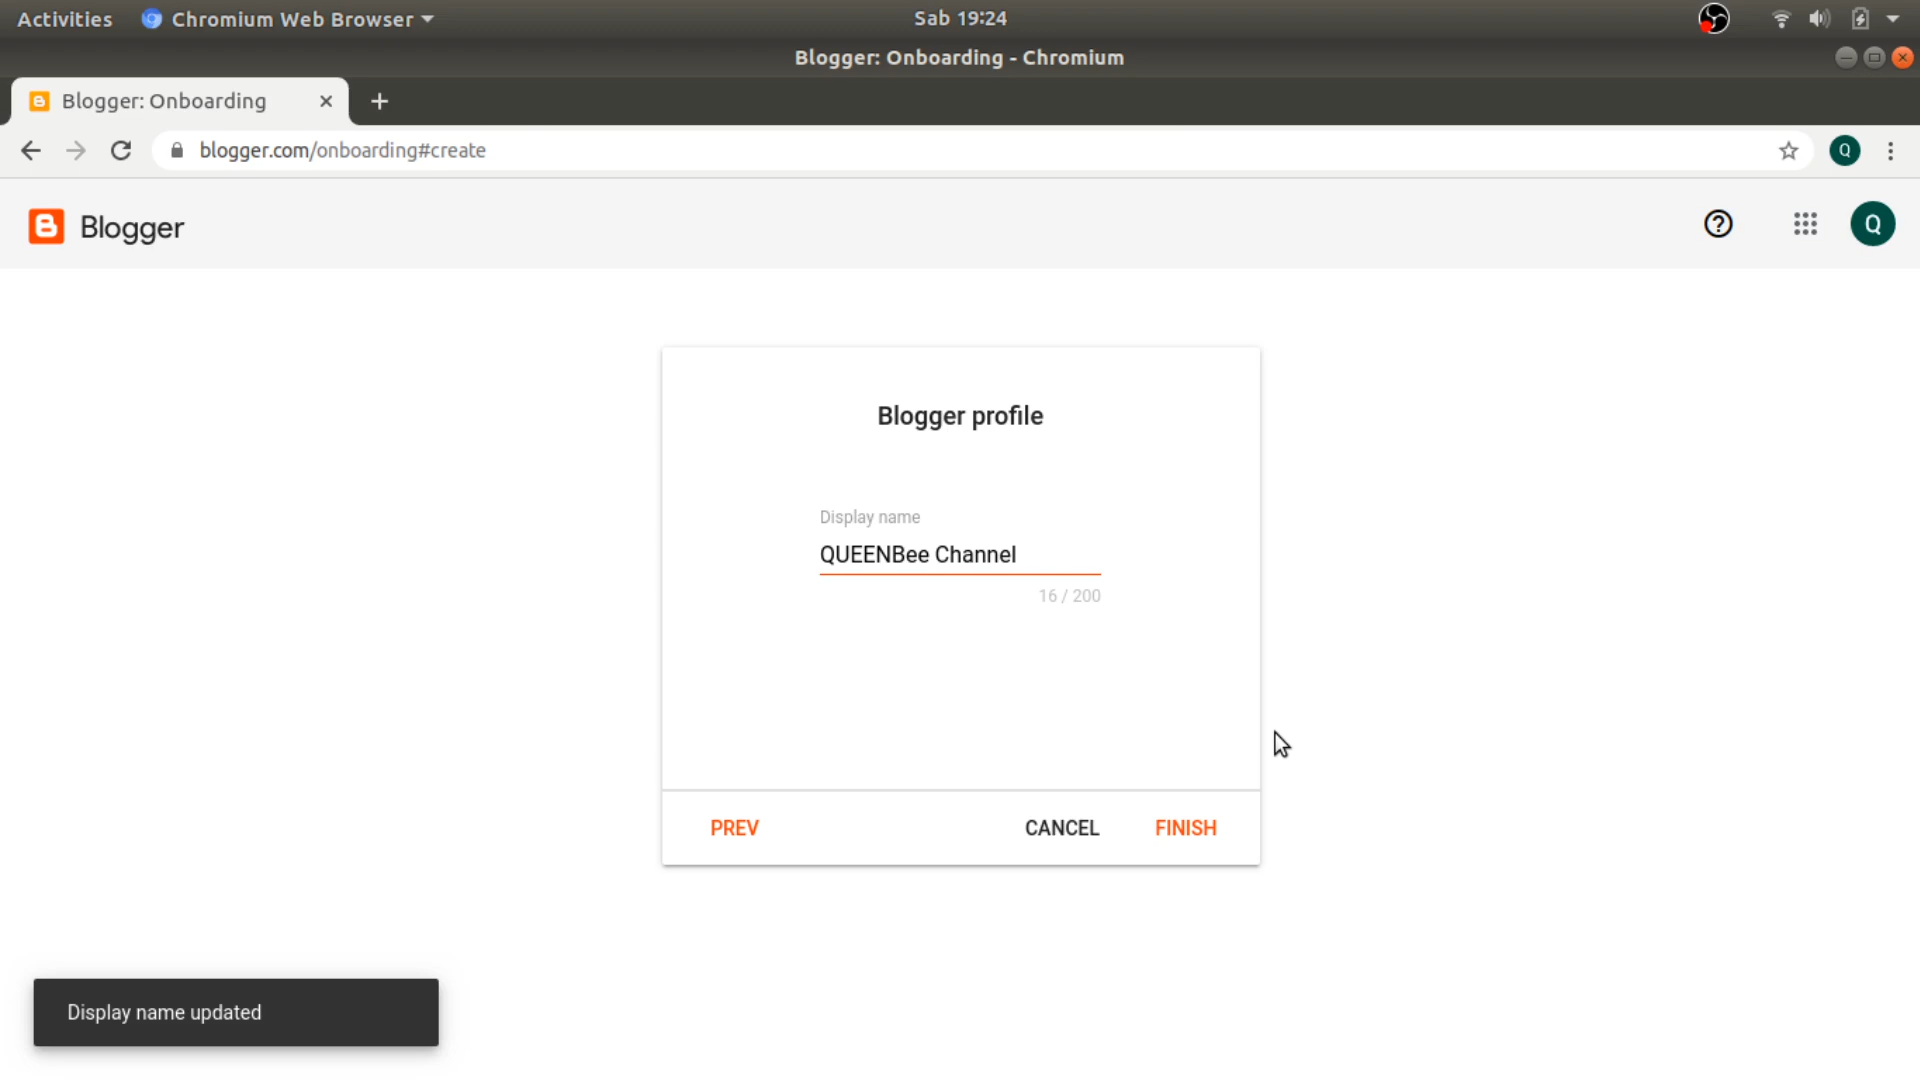 Activities
Chromium Web Browser
Sab 19:24
Blogger: Onboarding - Chromium
Blogger: Onboarding
blogger.com/onboarding#create
Q
Blogger
Q
Blogger profile
Display name
QUEENBee Channel
16 / 200
PREV
CANCEL
FINISH
Display name updated